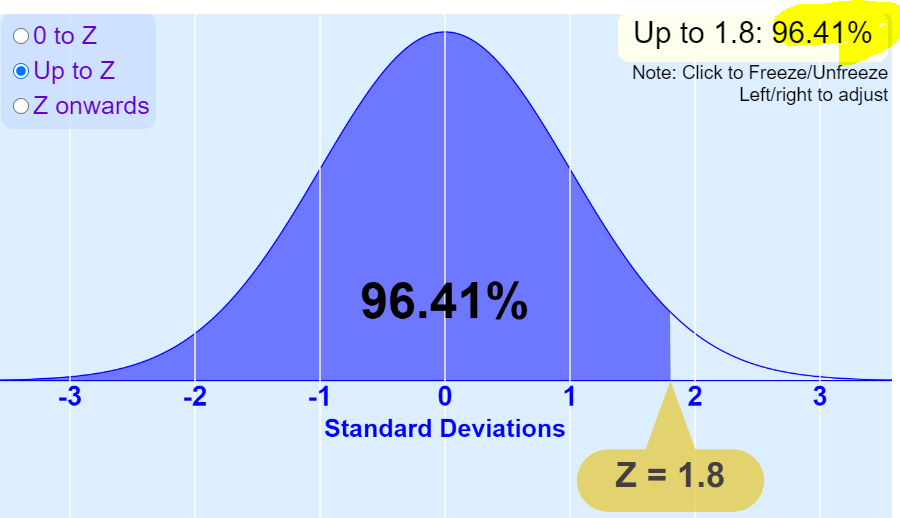 0 to Z
Up to Z
Z onwards
Up to 1.8: 96.41%
Note: Click to Freeze/Unfreeze
Left/right to adjust
96.41%
-3 -2 -1 0 1 2 3
Standard Deviations
Z = 1.8